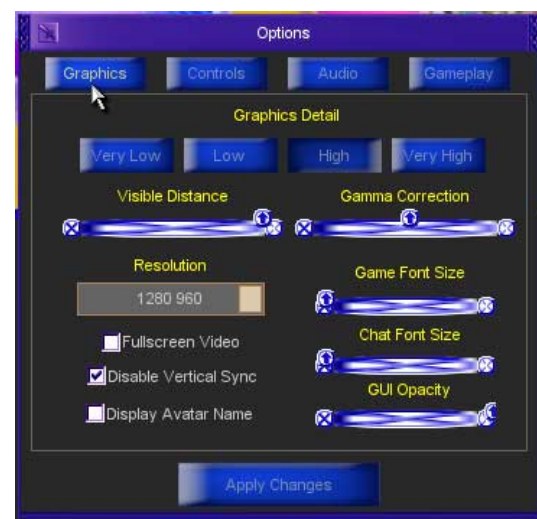 Options
Graphics Controls Audio Gameplay
Graphics Detail
Very Low Low High Very High
Visible Distance Gamma Correction
Resolution
1280 960
Game Font Size
Fullscreen Video
Chat Font Size
Disable Vertical Sync
GUI Opacity
Display Avatar Name
Apply Changes